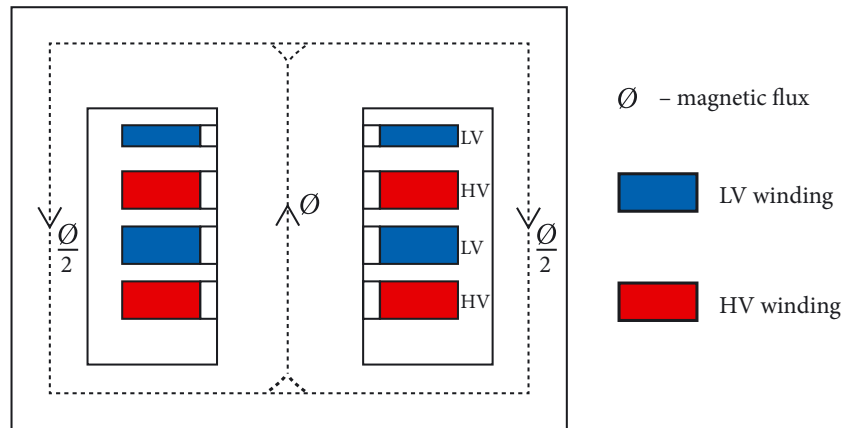 LV
HV
LV
HV
Ø
Ø
2
Ø
2
Ø – magnetic flux
LV winding
HV winding